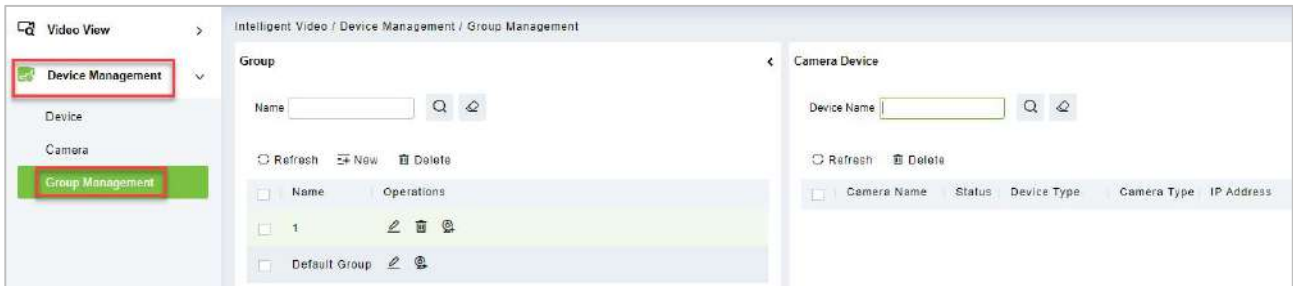 Video View
Device Management
Device
Camera
Group Management
Intelligent Video / Device Management / Group Management
Group
Name
Refresh New Delete
Name Operations
1
Default Group
Camera Device
Device Name
Refresh Delete
Camera Name Status Device Type Camera Type IP Address